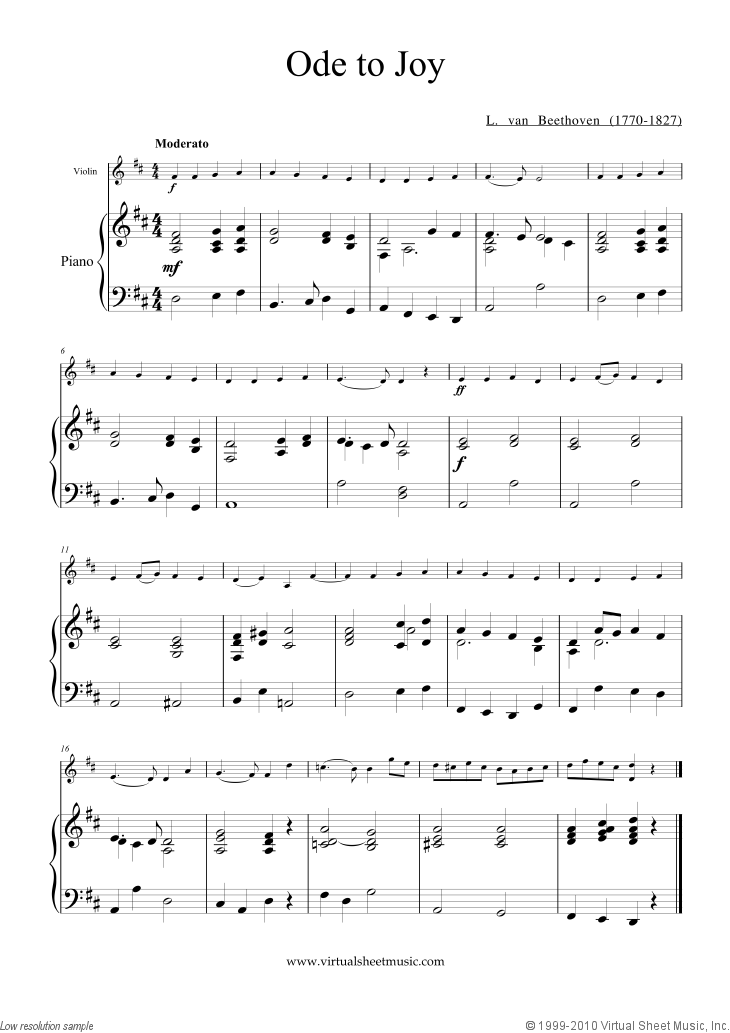 Ode to Joy
L. van Beethoven (1770-1827)
Moderato
Violin
f
Piano
mf
6
ff
f
11
16
www.virtualsheetmusic.com
Low resolution sample
©1999-2010 Virtual Sheet Music, Inc.